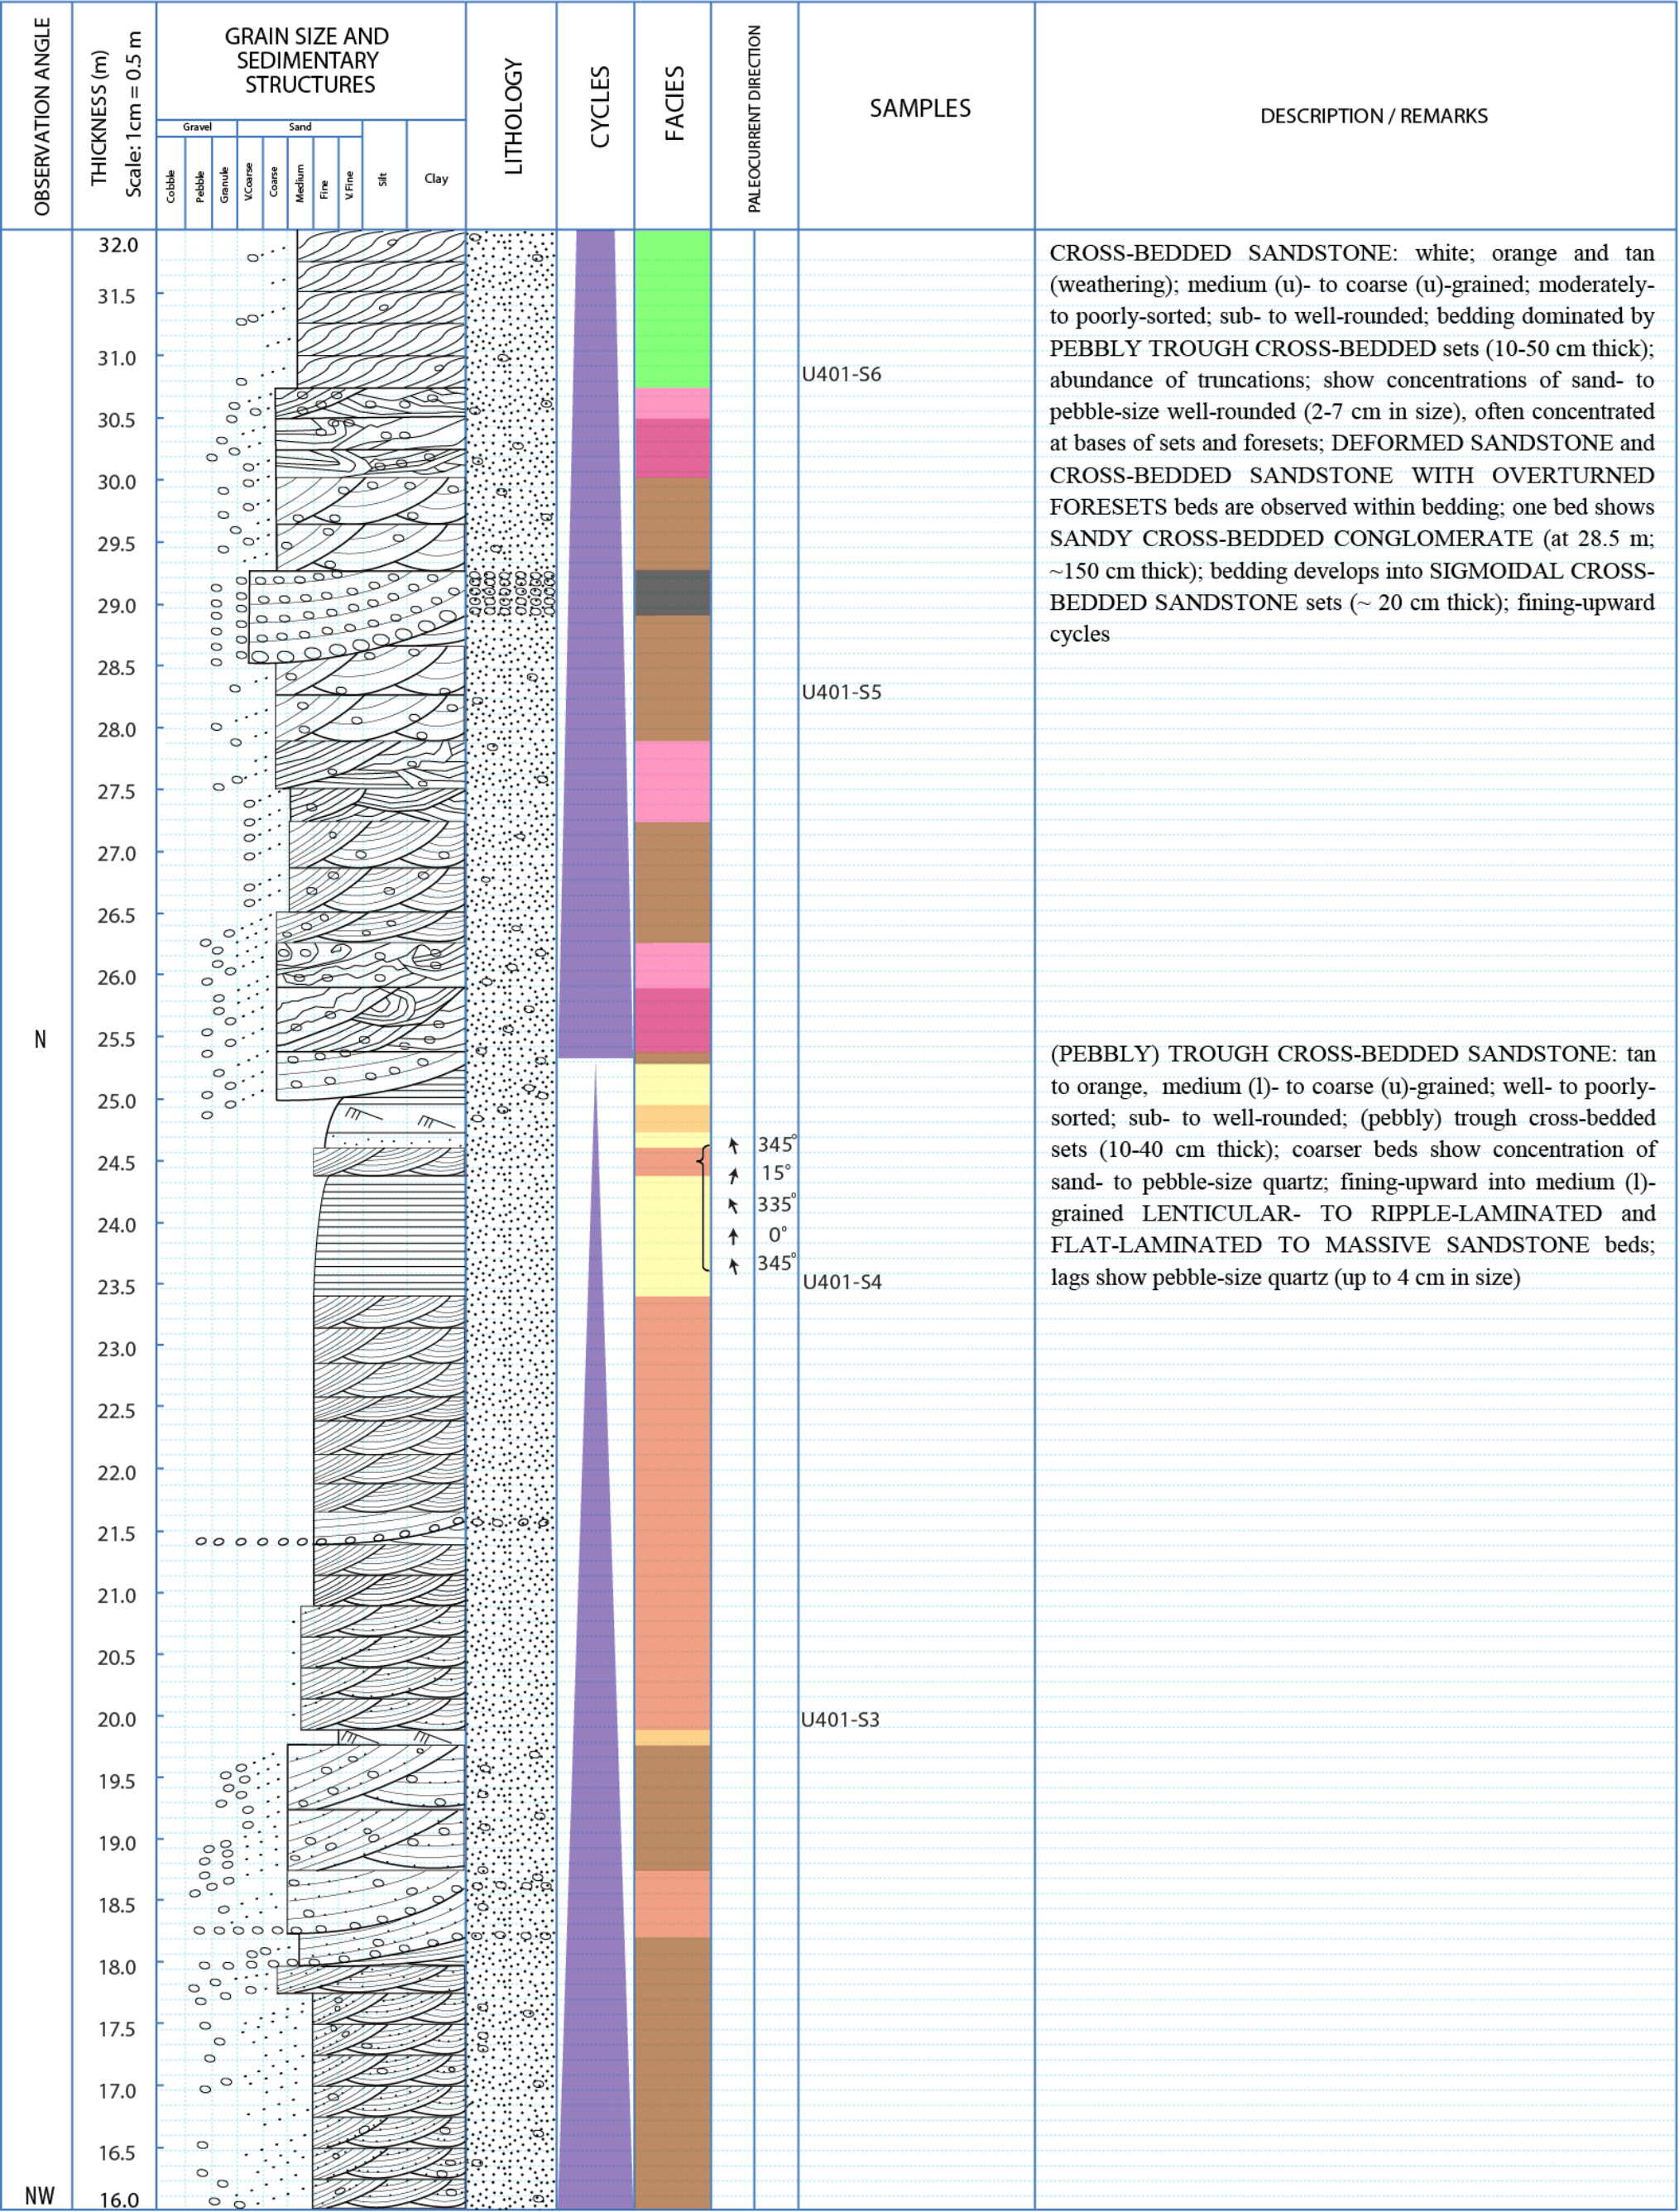 OBSERVATION ANGLE
THICKNESS (m)
Scale: 1cm = 0.5 m
GRAIN SIZE AND
SEDIMENTARY
STRUCTURES
Gravel
Sand
Cobble
Pebble
Granule
V.Coarse
Coarse
Medium
Fine
V.Fine
Silt
Clay
LITHOLOGY
CYCLES
FACIES
PALEOCURRENT DIRECTION
SAMPLES
DESCRIPTION / REMARKS
32.0
31.5
31.0
30.5
30.0
29.5
29.0
28.5
28.0
27.5
27.0
26.5
26.0
25.5
25.0
24.5
24.0
23.5
23.0
22.5
22.0
21.5
21.0
20.5
20.0
19.5
19.0
18.5
18.0
17.5
17.0
16.5
16.0
N
NW
345°
15°
335°
0°
345°
U401-S6
U401-S5
U401-S4
U401-S3
CROSS-BEDDED SANDSTONE: white; orange and tan
(weathering); medium (u)- to coarse (u)-grained; moderately-
to poorly-sorted; sub- to well-rounded; bedding dominated by
PEBBLY TROUGH CROSS-BEDDED sets (10-50 cm thick);
abundance of truncations; show concentrations of sand- to
pebble-size well-rounded (2-7 cm in size), often concentrated
at bases of sets and foresets; DEFORMED SANDSTONE and
CROSS-BEDDED SANDSTONE WITH OVERTURNED
FORESETS beds are observed within bedding; one bed shows
SANDY CROSS-BEDDED CONGLOMERATE (at 28.5 m;
~150 cm thick); bedding develops into SIGMOIDAL CROSS-
BEDDED SANDSTONE sets (~ 20 cm thick); fining-upward
cycles
(PEBBLY) TROUGH CROSS-BEDDED SANDSTONE: tan
to orange, medium (l)- to coarse (u)-grained; well- to poorly-
sorted; sub- to well-rounded; (pebbly) trough cross-bedded
sets (10-40 cm thick); coarser beds show concentration of
sand- to pebble-size quartz; fining-upward into medium (l)-
grained LENTICULAR- TO RIPPLE-LAMINATED and
FLAT-LAMINATED TO MASSIVE SANDSTONE beds;
lags show pebble-size quartz (up to 4 cm in size)